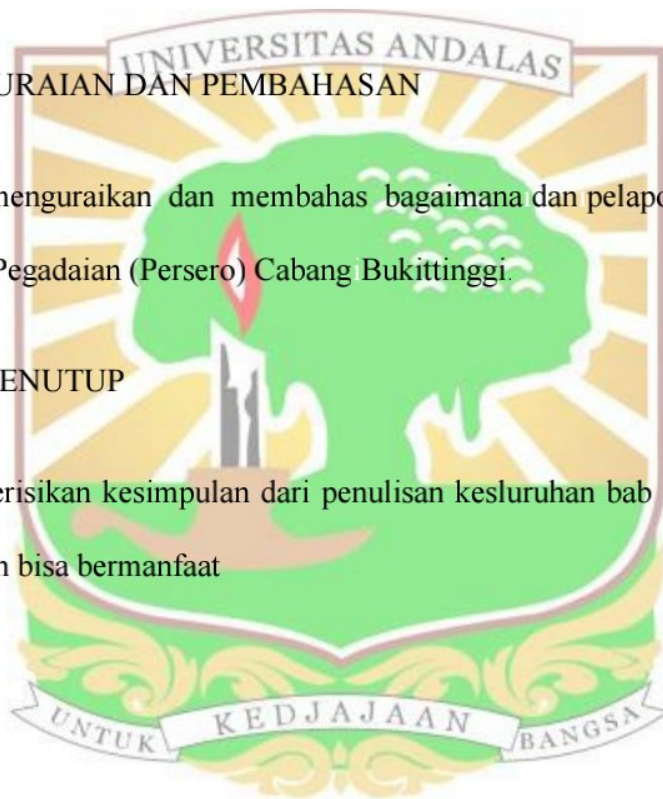 UNIVERSITAS ANDALAS
URAIAN DAN PEMBAHASAN
menguraikan dan membahas bagaimana dan pelapo
Pegadaian (Persero) Cabang Bukittinggi.
ENUTUP
erisikan kesimpulan dari penulisan kesluruhan bab
n bisa bermanfaat
UNTUK KEDJAJAAN BANGSA